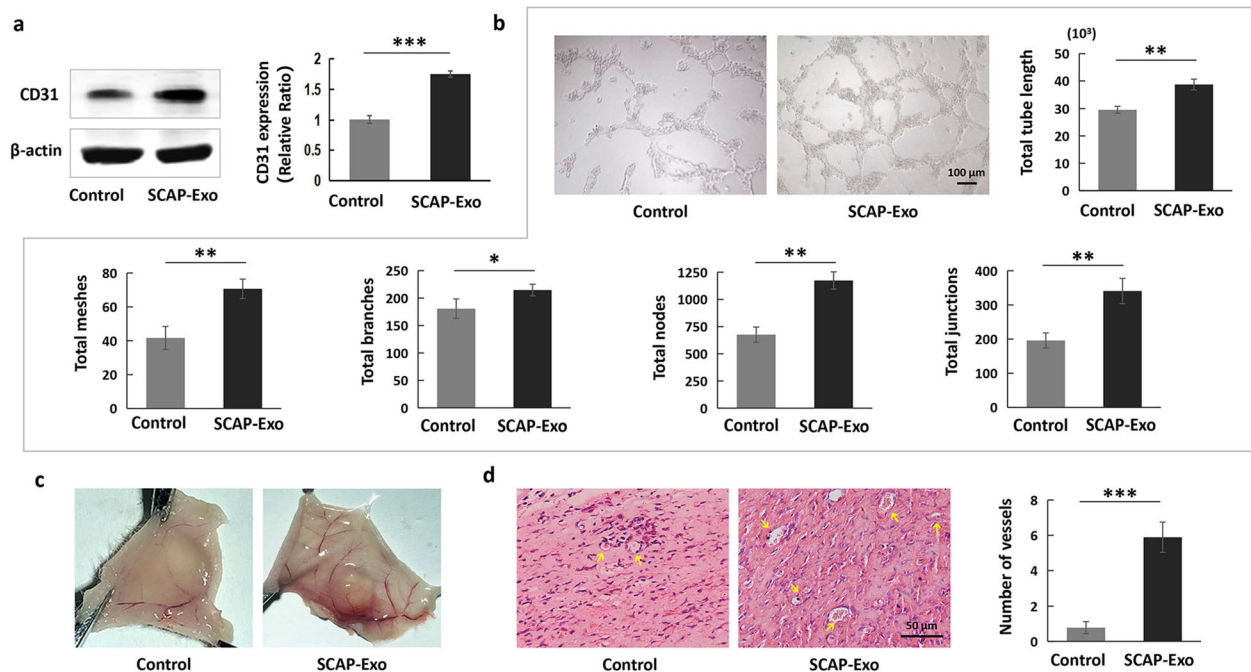 a
CD31
β-actin
Control SCAP-Exo
CD31 expression
(Relative Ratio)
2
1.5
1
0.5
0
***
Control SCAP-Exo
b
100 μm
Control SCAP-Exo
Total tube length
(10³)
50
40
30
20
10
0
**
Control SCAP-Exo
Total meshes
80
60
40
20
0
**
Control SCAP-Exo
Total branches
250
200
150
100
50
0
*
Control SCAP-Exo
Total nodes
1250
1000
750
500
250
0
**
Control SCAP-Exo
Total junctions
400
300
200
100
0
**
Control SCAP-Exo
c
Control SCAP-Exo
d
50 μm
Control SCAP-Exo
Number of vessels
8
6
4
2
0
***
Control SCAP-Exo